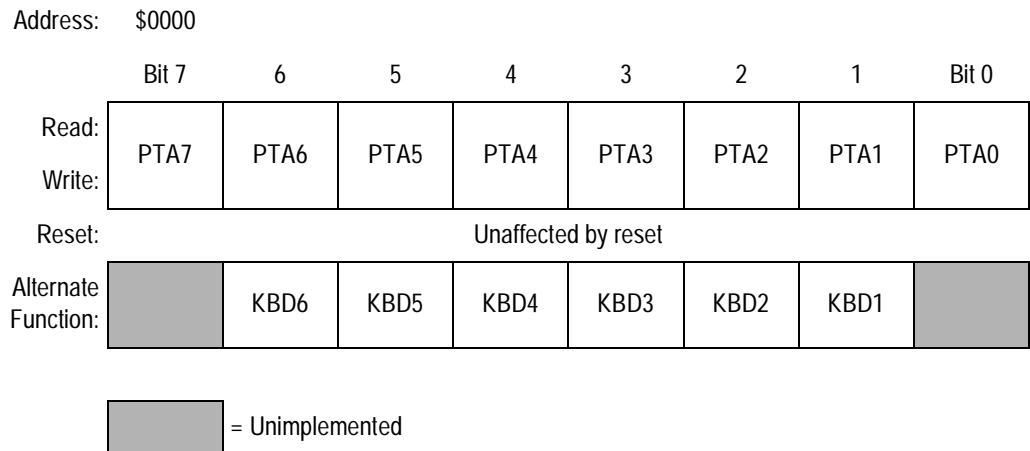 Address: $0000
Bit 7 6 5 4 3 2 1 Bit 0
Read:
PTA7 PTA6 PTA5 PTA4 PTA3 PTA2 PTA1 PTA0
Write:
Reset: Unaffected by reset
Alternate
Function: KBD6 KBD5 KBD4 KBD3 KBD2 KBD1
= Unimplemented